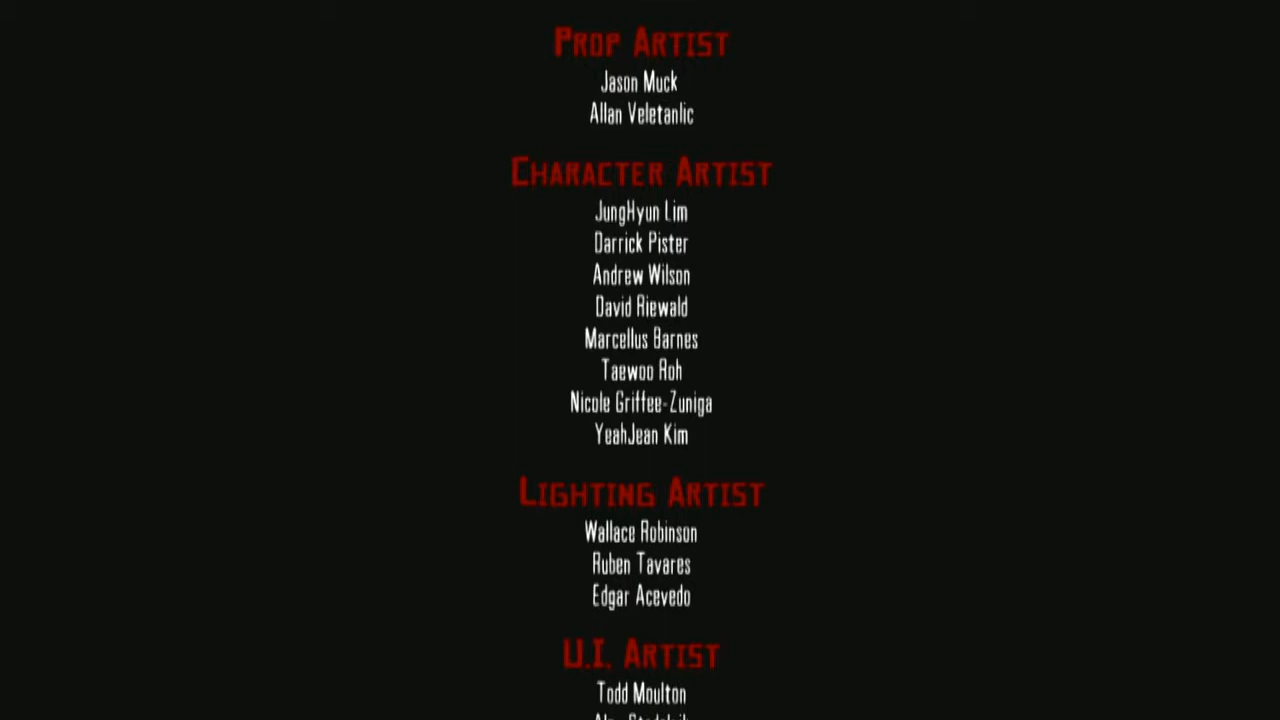 Prop Artist
Jason Muck
Allan Veletanlic
Character Artist
JungHyun Lim
Darrick Pister
Andrew Wilson
David Riewald
Marcellus Barnes
Taewoo Roh
Nicole Griffee-Zuniga
YeahJean Kim
Lighting Artist
Wallace Robinson
Ruben Tavares
Edgar Acevedo
U.I. Artist
Todd Moulton